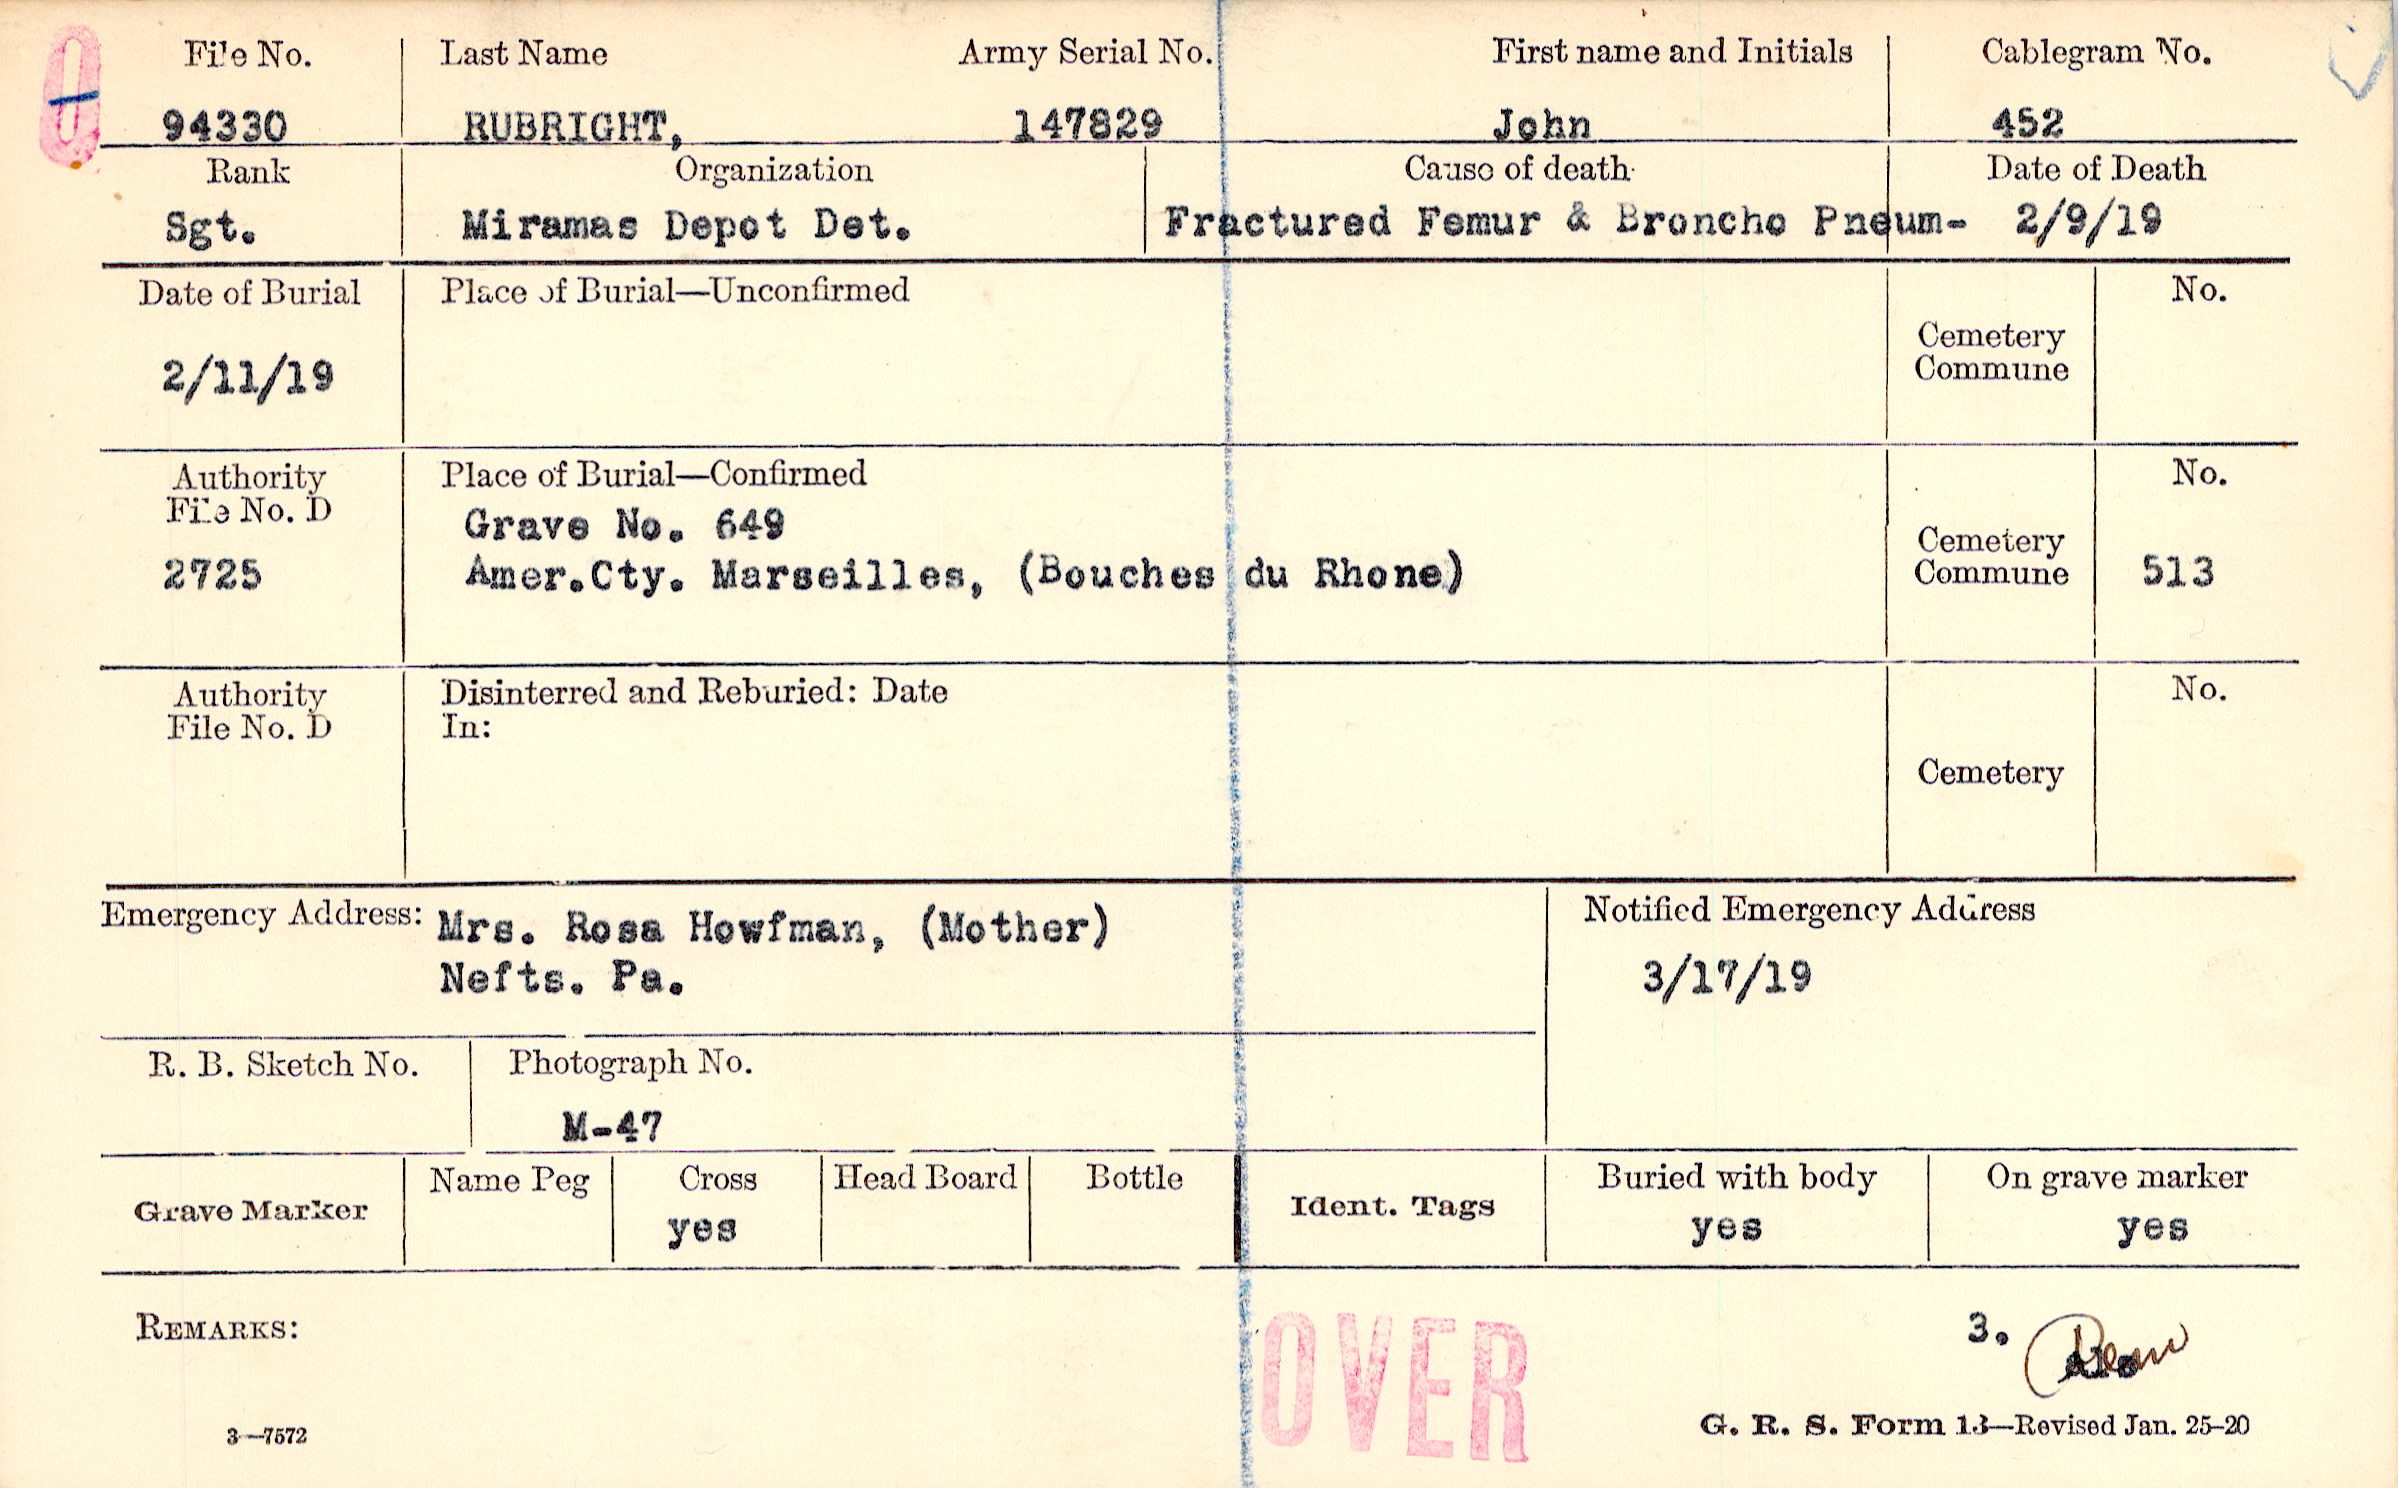 File No. Last Name Army Serial No. First name and Initials Cablegram No.
94330 RUBRIGHT, 147829 John 452
Rank Organization Cause of death Date of Death
Sgt. Miramas Depot Det. Fractured Femur & Broncho Pneum- 2/9/19
Date of Burial Place of Burial—Unconfirmed No.
Cemetery
Commune
2/11/19
Authority Place of Burial—Confirmed No.
File No. D
Grave No. 649
Cemetery
2725 Amer.Cty. Marseilles, (Bouches du Rhone) Commune 513
Authority Disinterred and Reburied: Date No.
File No. D In:
Cemetery
Emergency Address: Mrs. Rosa Howfman, (Mother) Notified Emergency Address
Nefts. Pa. 3/17/19
R. B. Sketch No. Photograph No.
M-47
Grave Marker Name Peg Cross Head Board Bottle Ident. Tags Buried with body On grave marker
yes yes yes
REMARKS:
3.
OVER
3—7572 G. R. S. Form 13—Revised Jan. 25-20